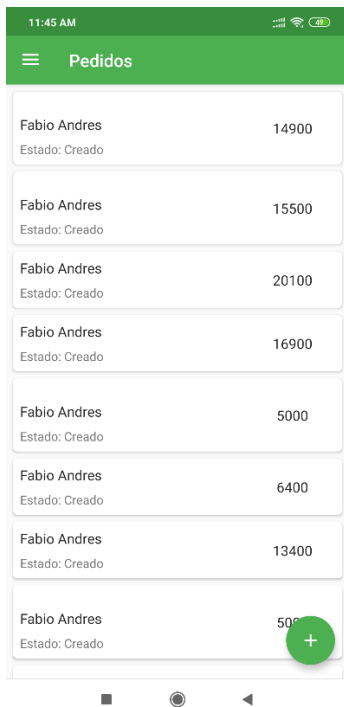 11:45 AM
49
Pedidos
Fabio Andres
14900
Estado: Creado
Fabio Andres
15500
Estado: Creado
Fabio Andres
20100
Estado: Creado
Fabio Andres
16900
Estado: Creado
Fabio Andres
5000
Estado: Creado
Fabio Andres
6400
Estado: Creado
Fabio Andres
13400
Estado: Creado
Fabio Andres
Estado: Creado
+